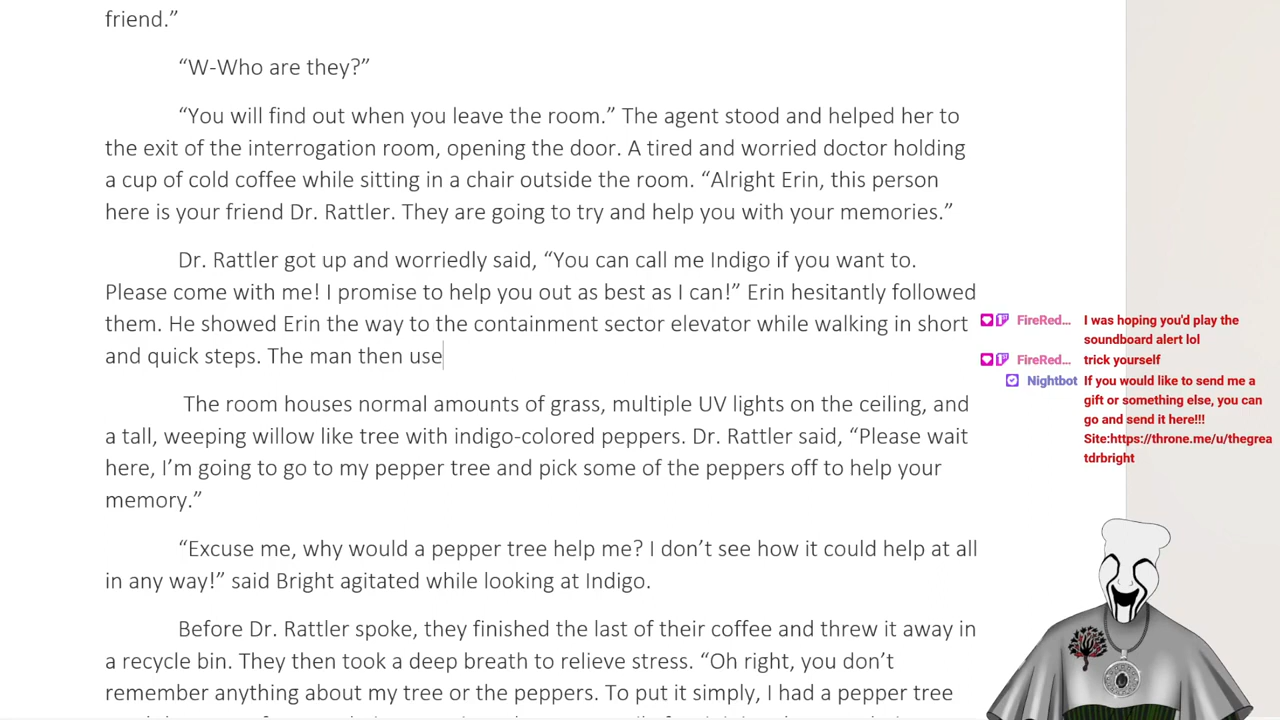 friend.”
“W-Who are they?”
“You will find out when you leave the room.” The agent stood and helped her to
the exit of the interrogation room, opening the door. A tired and worried doctor holding
a cup of cold coffee while sitting in a chair outside the room. “Alright Erin, this person
here is your friend Dr. Rattler. They are going to try and help you with your memories.”
Dr. Rattler got up and worriedly said, “You can call me Indigo if you want to.
Please come with me! I promise to help you out as best as I can!” Erin hesitantly followed
them. He showed Erin the way to the containment sector elevator while walking in short
and quick steps. The man then use
The room houses normal amounts of grass, multiple UV lights on the ceiling, and
a tall, weeping willow like tree with indigo-colored peppers. Dr. Rattler said, “Please wait
here, I’m going to go to my pepper tree and pick some of the peppers off to help your
memory.”
“Excuse me, why would a pepper tree help me? I don’t see how it could help at all
in any way!” said Bright agitated while looking at Indigo.
Before Dr. Rattler spoke, they finished the last of their coffee and threw it away in
a recycle bin. They then took a deep breath to relieve stress. “Oh right, you don’t
remember anything about my tree or the peppers. To put it simply, I had a pepper tree
FireRed... I was hoping you'd play the
soundboard alert lol
FireRed... trick yourself
Nightbot If you would like to send me a
gift or something else, you can
go and send it here!!!
Site:https://throne.me/u/thegrea
tdrbright